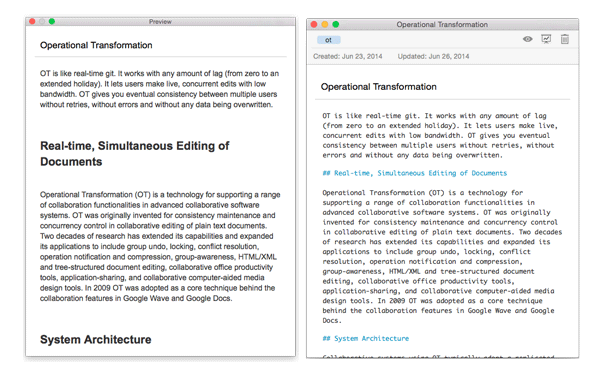 Preview
Operational Transformation
OT is like real-time git. It works with any amount of lag (from zero to an
extended holiday). It lets users make live, concurrent edits with low
bandwidth. OT gives you eventual consistency between multiple users
without retries, without errors and without any data being overwritten.
Real-time, Simultaneous Editing of
Documents
Operational Transformation (OT) is a technology for supporting a range
of collaboration functionalities in advanced collaborative software
systems. OT was originally invented for consistency maintenance and
concurrency control in collaborative editing of plain text documents.
Two decades of research has extended its capabilities and expanded
its applications to include group undo, locking, conflict resolution,
operation notification and compression, group-awareness, HTML/XML
and tree-structured document editing, collaborative office productivity
tools, application-sharing, and collaborative computer-aided media
design tools. In 2009 OT was adopted as a core technique behind the
collaboration features in Google Wave and Google Docs.
System Architecture
Operational Transformation
ot
Created: Jun 23, 2014 Updated: Jun 26, 2014
Operational Transformation
OT is like real-time git. It works with any amount of lag
(from zero to an extended holiday). It lets users make live,
concurrent edits with low bandwidth. OT gives you eventual
consistency between multiple users without retries, without
errors and without any data being overwritten.
## Real-time, Simultaneous Editing of Documents
Operational Transformation (OT) is a technology for
supporting a range of collaboration functionalities in
advanced collaborative software systems. OT was originally
invented for consistency maintenance and concurrency control
in collaborative editing of plain text documents. Two decades
of research has extended its capabilities and expanded its
applications to include group undo, locking, conflict
resolution, operation notification and compression,
group-awareness, HTML/XML and tree-structured document
editing, collaborative office productivity tools,
application-sharing, and collaborative computer-aided media
design tools. In 2009 OT was adopted as a core technique
behind the collaboration features in Google Wave and Google
Docs.
## System Architecture
Collaborative systems using OT typically adopt a replicated